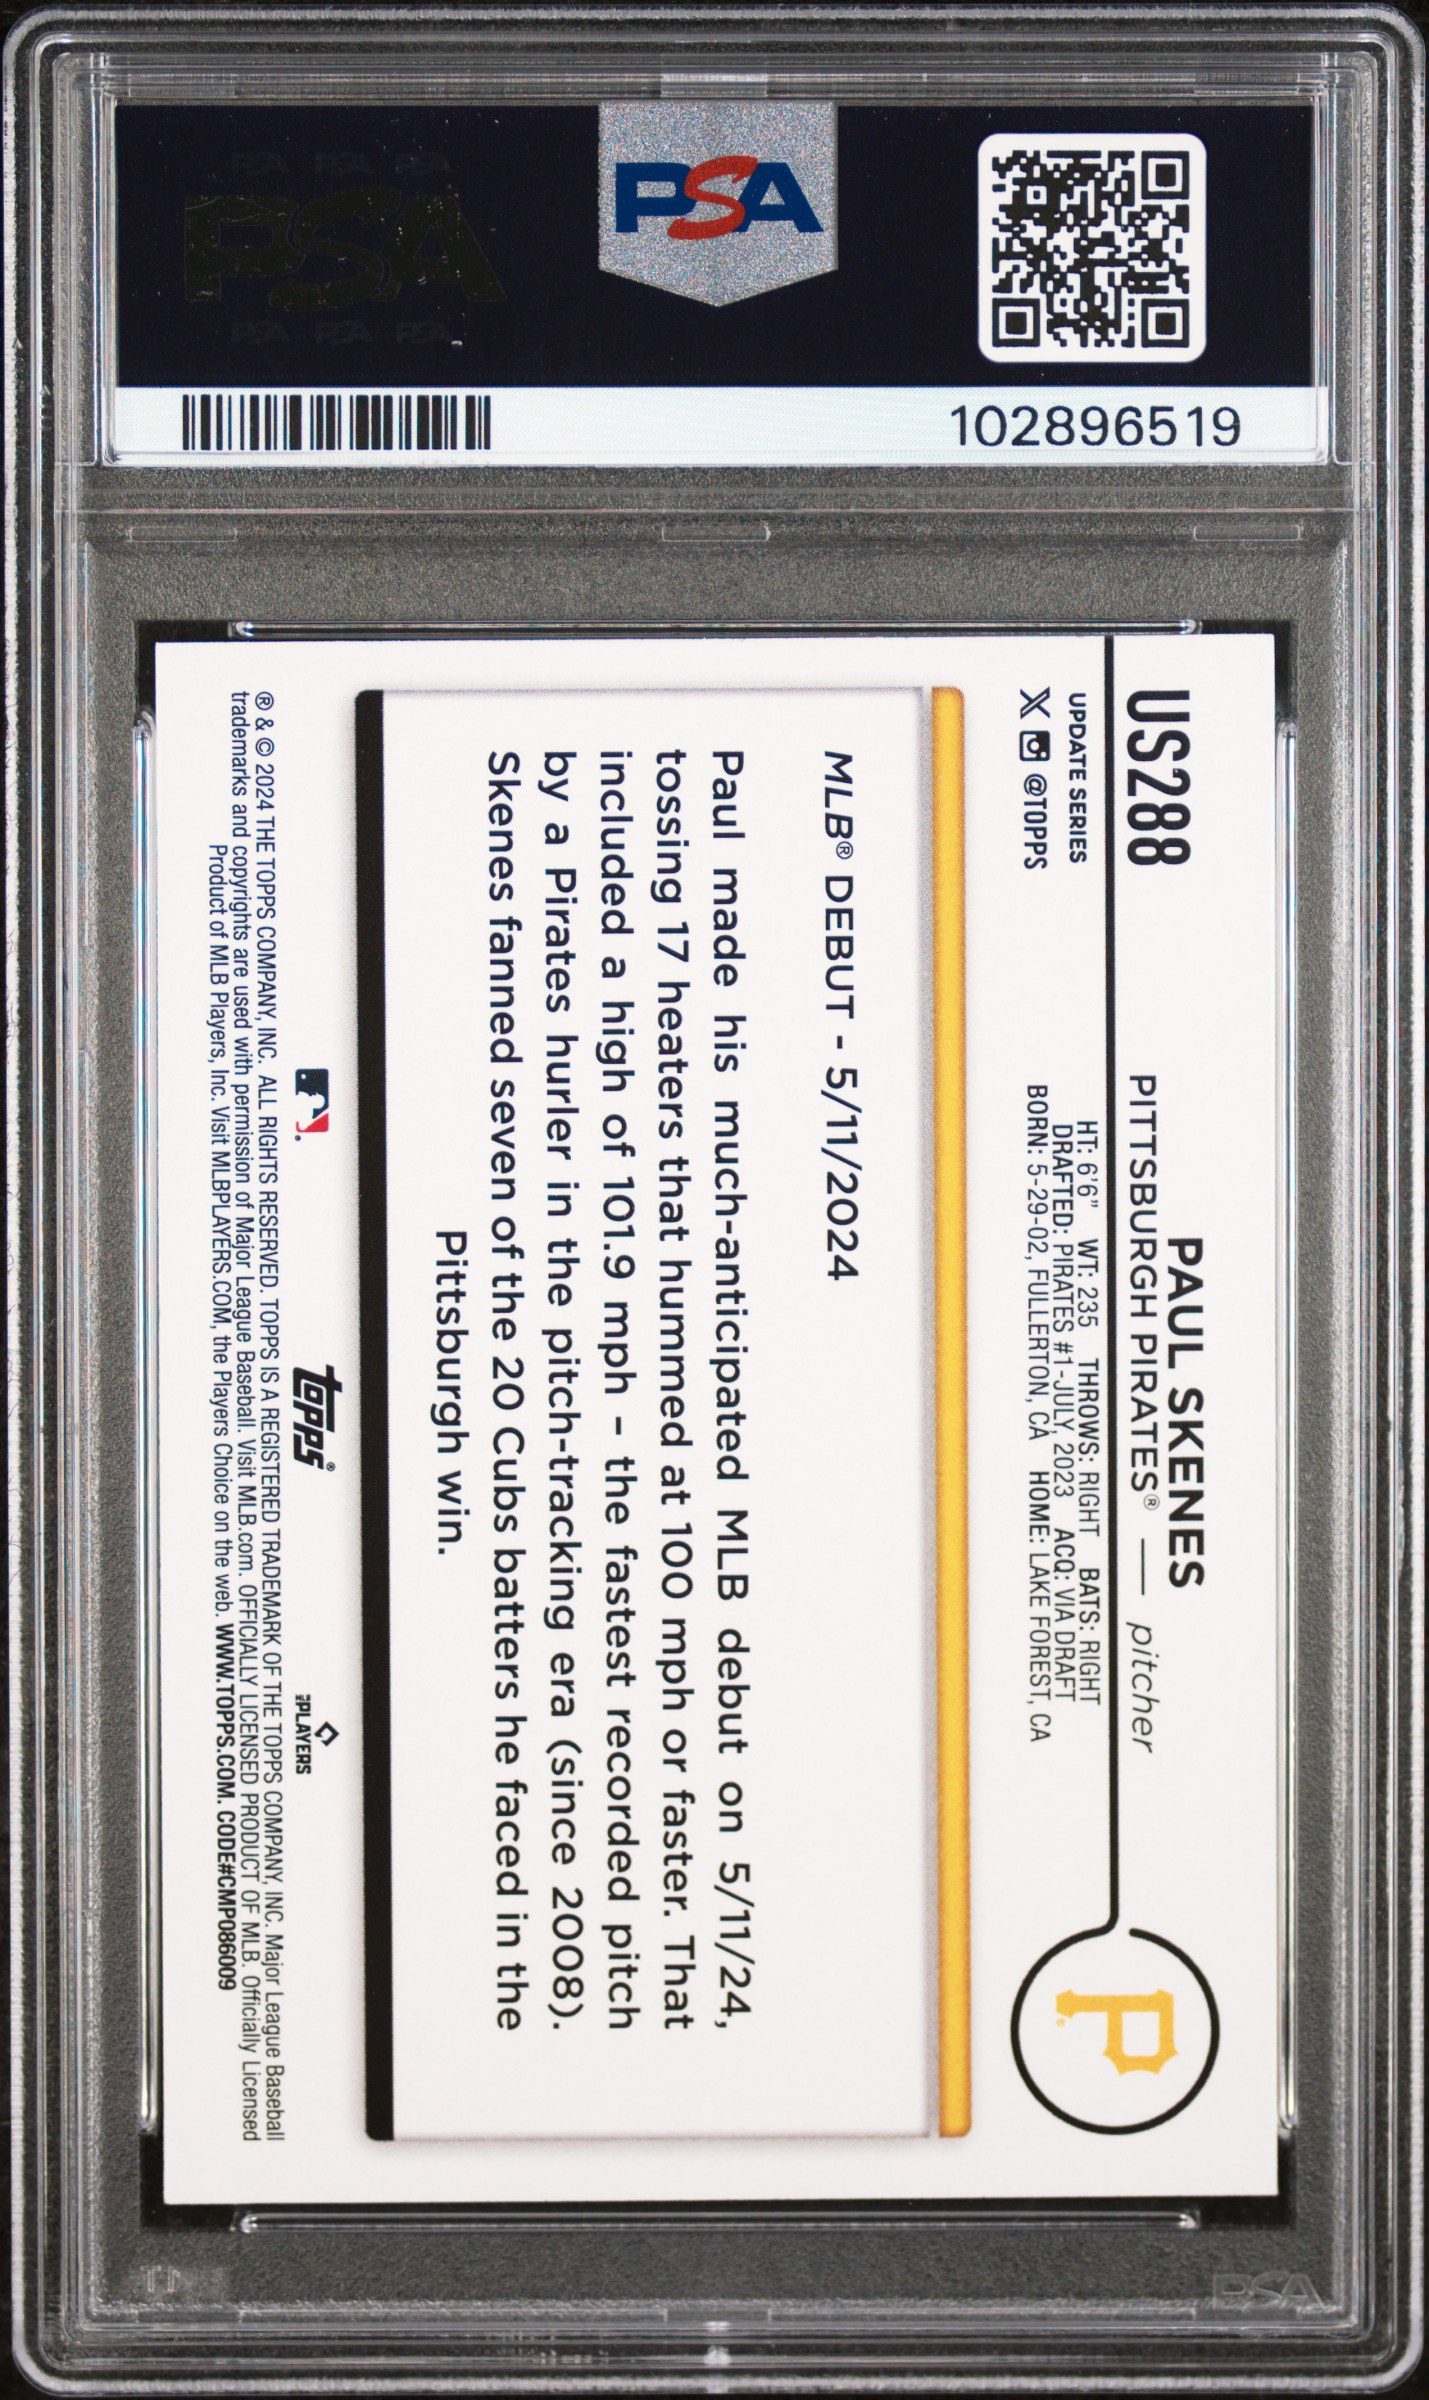 PSA PSA PSA
PSA
PSA PSA PSA
PSA
102896519
US288
PAUL SKENES
PITTSBURGH PIRATES® — pitcher
UPDATE SERIES
X @TOPPS
HT: 6'6" WT: 235 THROWS: RIGHT BATS: RIGHT
DRAFTED: PIRATES #1-JULY, 2023 ACQ: VIA DRAFT
BORN: 5-29-02, FULLERTON, CA HOME: LAKE FOREST, CA
P®
MLB® DEBUT - 5/11/2024
Paul made his much-anticipated MLB debut on 5/11/24,
tossing 17 heaters that hummed at 100 mph or faster. That
included a high of 101.9 mph – the fastest recorded pitch
by a Pirates hurler in the pitch-tracking era (since 2008).
Skenes fanned seven of the 20 Cubs batters he faced in the
Pittsburgh win.
topps®
PLAYERS
® & © 2024 THE TOPPS COMPANY, INC. ALL RIGHTS RESERVED. TOPPS IS A REGISTERED TRADEMARK OF THE TOPPS COMPANY, INC. Major League Baseball
trademarks and copyrights are used with permission of Major League Baseball. Visit MLB.com. OFFICIALLY LICENSED PRODUCT OF MLB. Officially Licensed
Product of MLB Players, Inc. Visit MLBPLAYERS.COM, the Players Choice on the web. WWW.TOPPS.COM. CODE#CMP086009
PSA